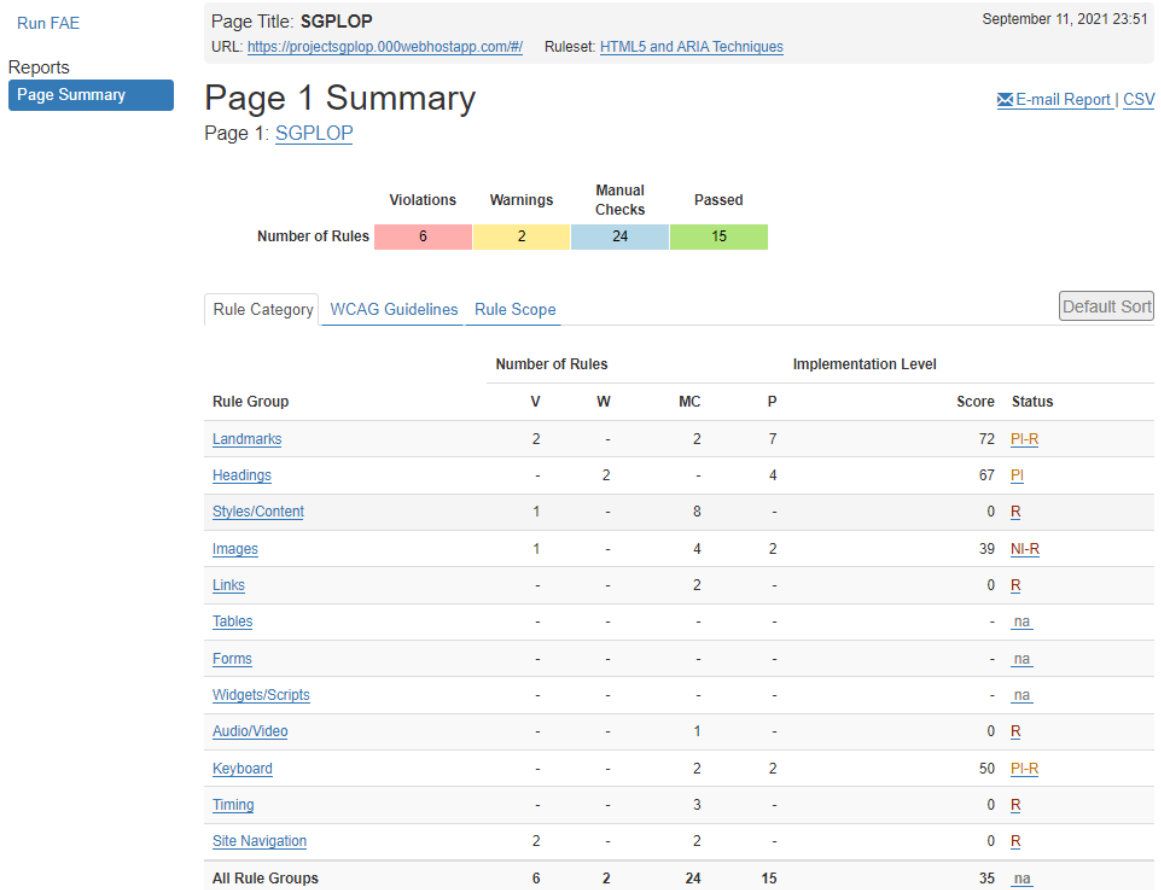 Run FAE
Reports
Page Summary
Page Title: SGPLOP
September 11, 2021 23:51
URL: https://projectsgplop.000webhostapp.com/#/ Ruleset: HTML5 and ARIA Techniques
Page 1 Summary
E-mail Report | CSV
Page 1: SGPLOP
Violations Warnings Manual Checks Passed
Number of Rules 6 2 24 15
Rule Category WCAG Guidelines Rule Scope Default Sort
Number of Rules Implementation Level
Rule Group V W MC P Score Status
Landmarks 2 - 2 7 72 PI-R
Headings - 2 - 4 67 PI
Styles/Content 1 - 8 - 0 R
Images 1 - 4 2 39 NI-R
Links - - 2 - 0 R
Tables - - - - - na
Forms - - - - - na
Widgets/Scripts - - - - - na
Audio/Video - - 1 - 0 R
Keyboard - - 2 2 50 PI-R
Timing - - 3 - 0 R
Site Navigation 2 - 2 - 0 R
All Rule Groups 6 2 24 15 35 na